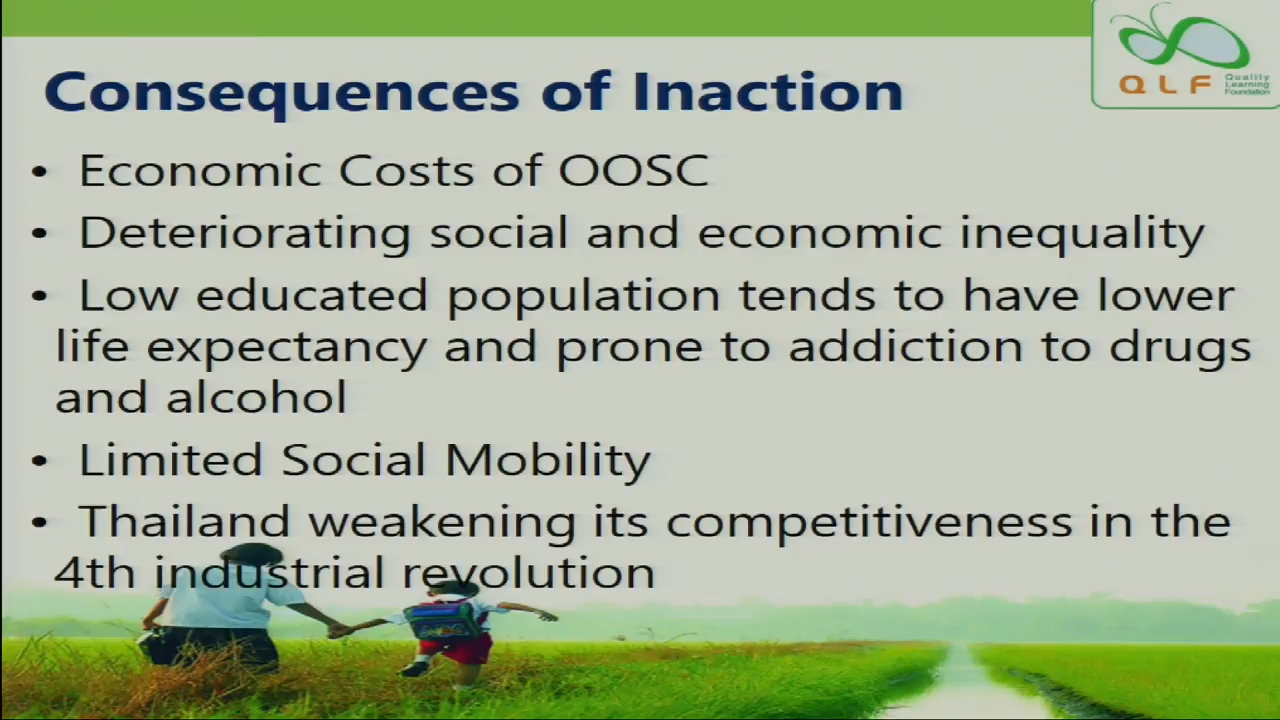 Consequences of Inaction
QLF
Quality
Learning
Foundation
• Economic Costs of OOSC
• Deteriorating social and economic inequality
• Low educated population tends to have lower
life expectancy and prone to addiction to drugs
and alcohol
• Limited Social Mobility
• Thailand weakening its competitiveness in the
4th industrial revolution